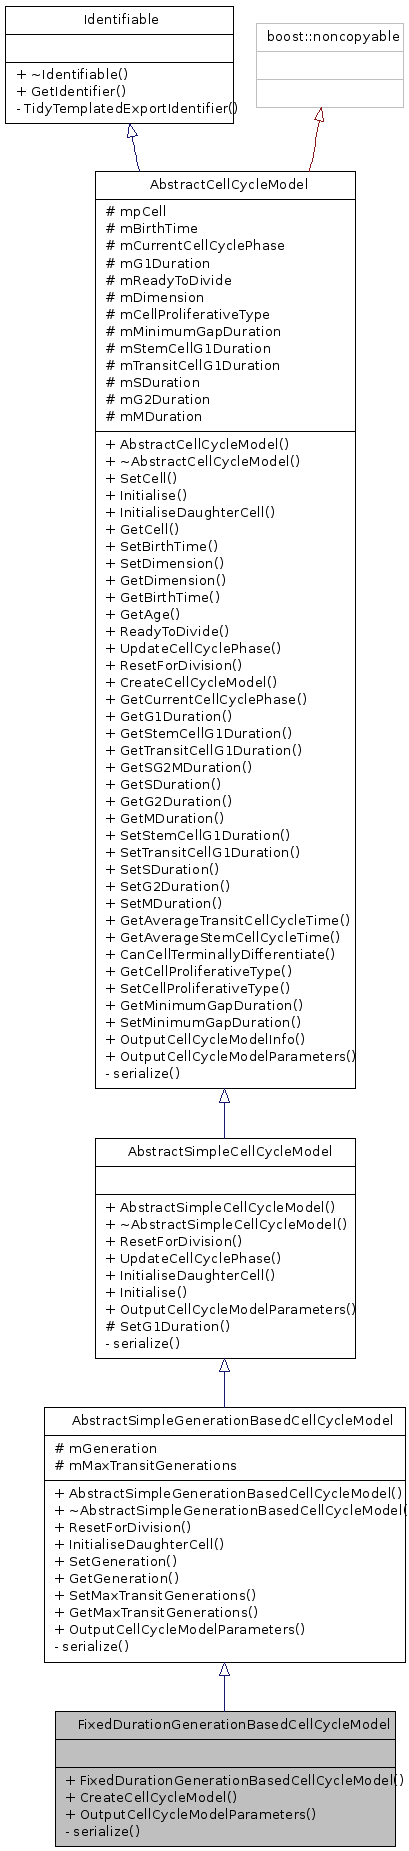 Identifiable
+ ~Identifiable()
+ GetIdentifier()
- TidyTemplatedExportIdentifier()
boost::noncopyable
AbstractCellCycleModel
# mpCell
# mBirthTime
# mCurrentCellCyclePhase
# mG1Duration
# mReadyToDivide
# mDimension
# mCellProliferativeType
# mMinimumGapDuration
# mStemCellG1Duration
# mTransitCellG1Duration
# mSDuration
# mG2Duration
# mMDuration
+ AbstractCellCycleModel()
+ ~AbstractCellCycleModel()
+ SetCell()
+ Initialise()
+ InitialiseDaughterCell()
+ GetCell()
+ SetBirthTime()
+ SetDimension()
+ GetDimension()
+ GetBirthTime()
+ GetAge()
+ ReadyToDivide()
+ UpdateCellCyclePhase()
+ ResetForDivision()
+ CreateCellCycleModel()
+ GetCurrentCellCyclePhase()
+ GetG1Duration()
+ GetStemCellG1Duration()
+ GetTransitCellG1Duration()
+ GetSG2MDuration()
+ GetSDuration()
+ GetG2Duration()
+ GetMDuration()
+ SetStemCellG1Duration()
+ SetTransitCellG1Duration()
+ SetSDuration()
+ SetG2Duration()
+ SetMDuration()
+ GetAverageTransitCellCycleTime()
+ GetAverageStemCellCycleTime()
+ CanCellTerminallyDifferentiate()
+ GetCellProliferativeType()
+ SetCellProliferativeType()
+ GetMinimumGapDuration()
+ SetMinimumGapDuration()
+ OutputCellCycleModelInfo()
+ OutputCellCycleModelParameters()
- serialize()
AbstractSimpleCellCycleModel
+ AbstractSimpleCellCycleModel()
+ ~AbstractSimpleCellCycleModel()
+ ResetForDivision()
+ UpdateCellCyclePhase()
+ InitialiseDaughterCell()
+ Initialise()
+ OutputCellCycleModelParameters()
# SetG1Duration()
- serialize()
AbstractSimpleGenerationBasedCellCycleModel
# mGeneration
# mMaxTransitGenerations
+ AbstractSimpleGenerationBasedCellCycleModel()
+ ~AbstractSimpleGenerationBasedCellCycleModel(
+ ResetForDivision()
+ InitialiseDaughterCell()
+ SetGeneration()
+ GetGeneration()
+ SetMaxTransitGenerations()
+ GetMaxTransitGenerations()
+ OutputCellCycleModelParameters()
- serialize()
FixedDurationGenerationBasedCellCycleModel
+ FixedDurationGenerationBasedCellCycleModel()
+ CreateCellCycleModel()
+ OutputCellCycleModelParameters()
- serialize()